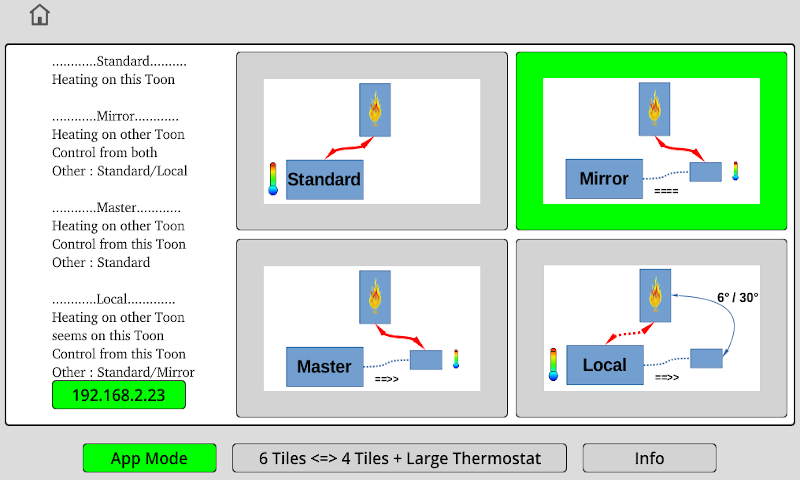 ............Standard..........
Heating on this Toon
............Mirror............
Heating on other Toon
Control from both
Other : Standard/Local
............Master............
Heating on other Toon
Control from this Toon
Other : Standard
............Local............
Heating on other Toon
seems on this Toon
Control from this Toon
Other : Standard/Mirror
192.168.2.23
Standard
Mirror
====
Master
==>>
6° / 30°
Local
==>>
App Mode
6 Tiles <=> 4 Tiles + Large Thermostat
Info